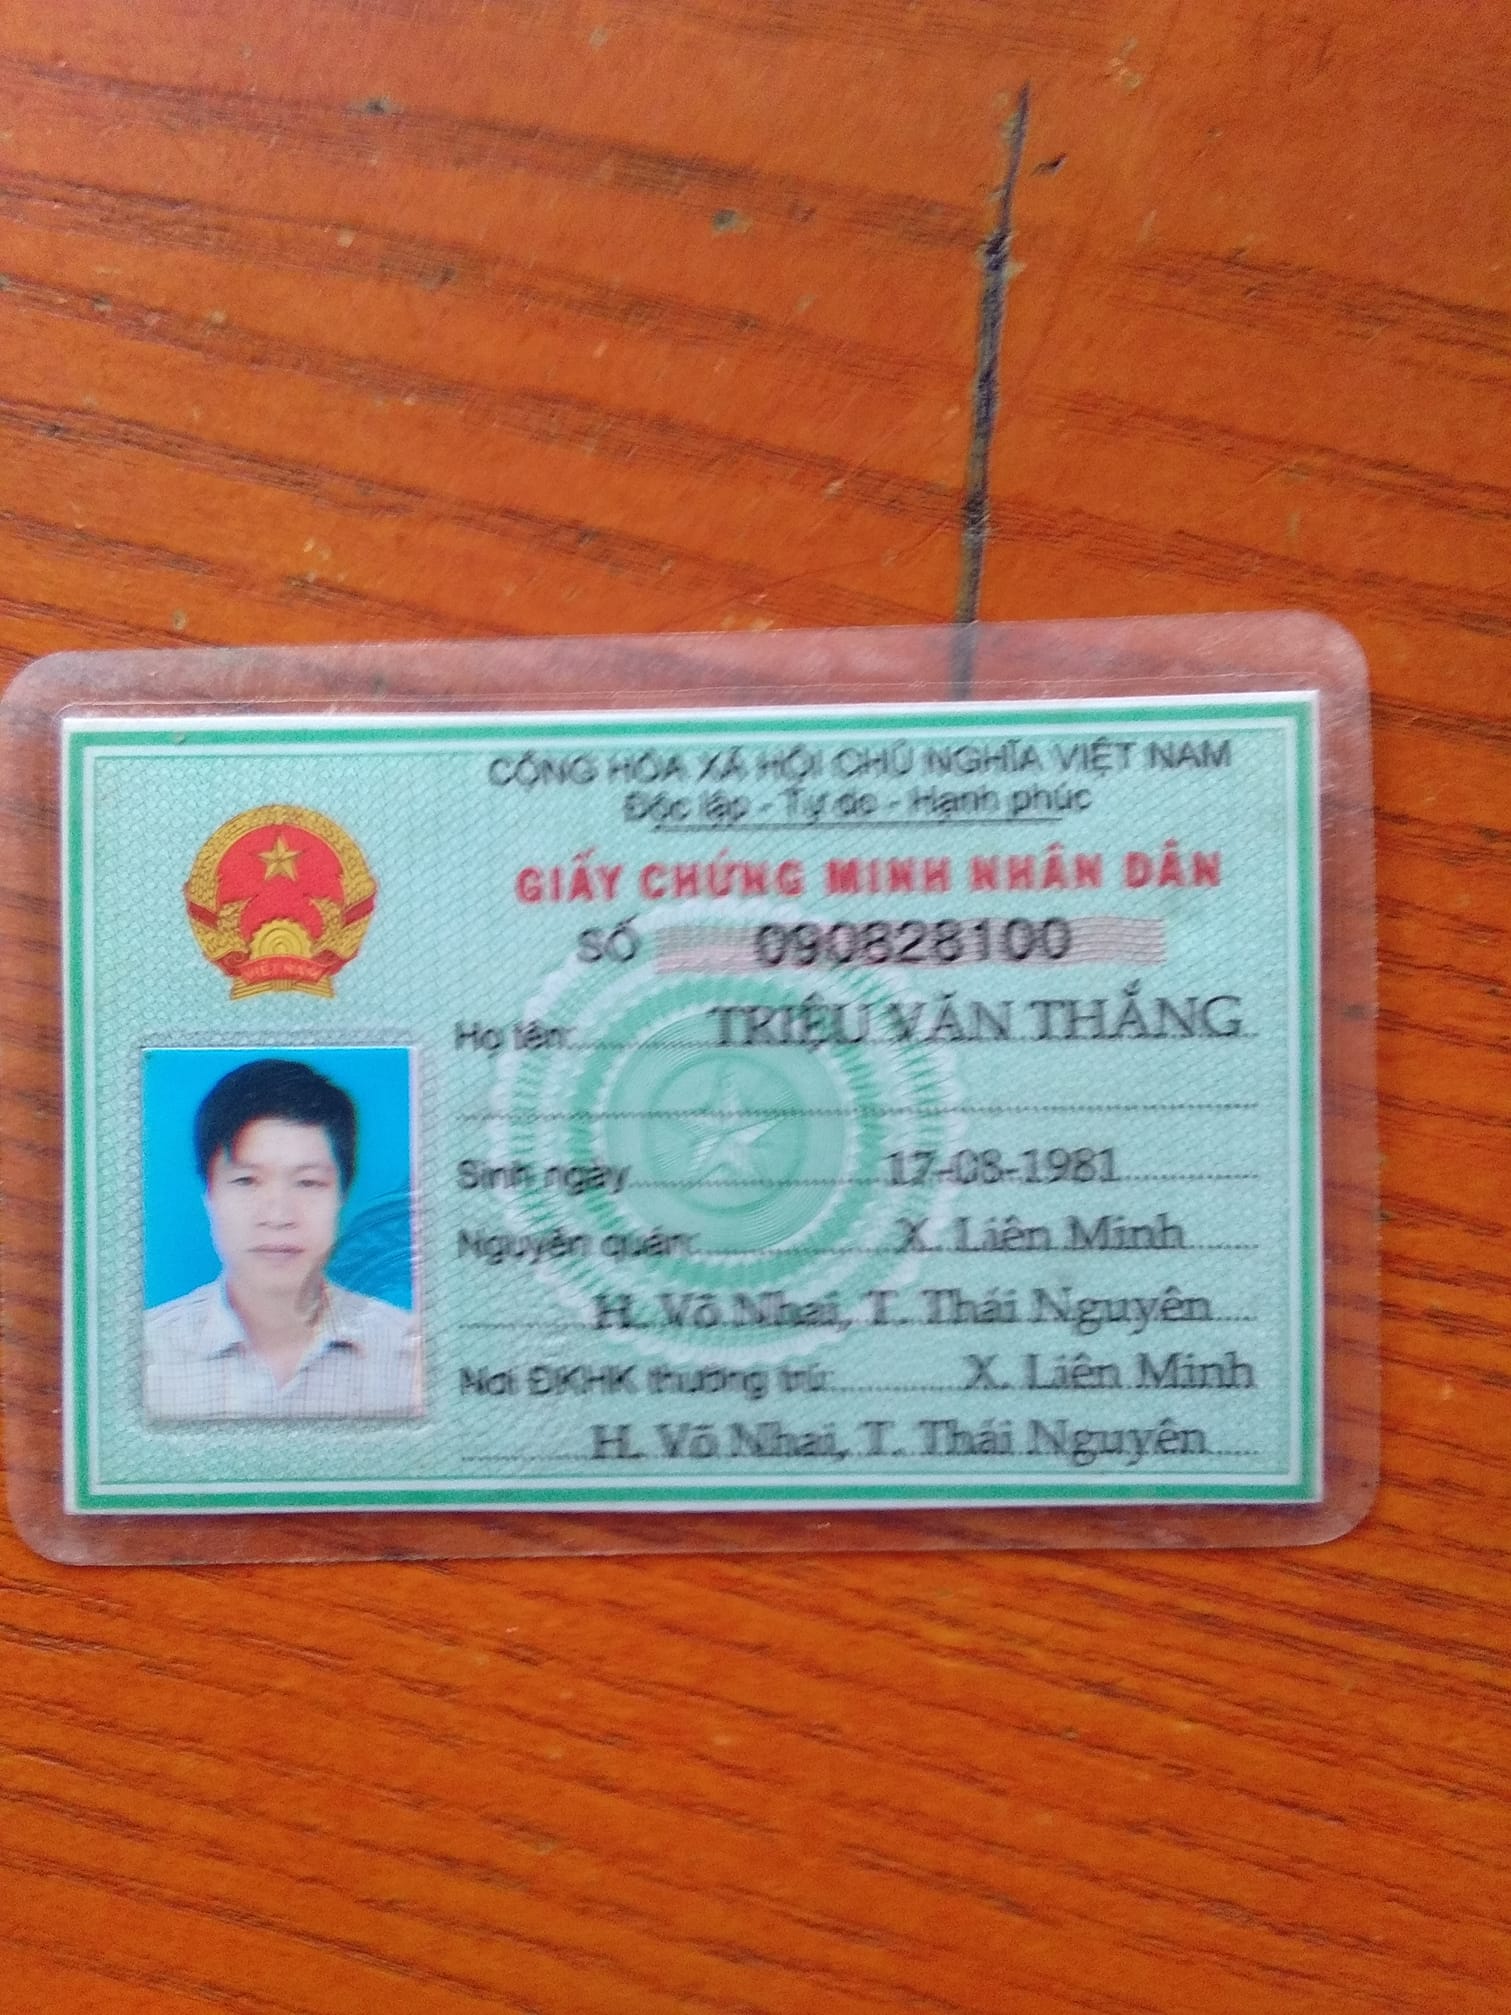 CỘNG HÒA XÃ HỘI CHỦ NGHĨA VIỆT NAM
Độc lập - Tự do - Hạnh phúc
GIẤY CHỨNG MINH NHÂN DÂN
SỐ 090828100
Họ tên: TRIỆU VĂN THẮNG
Sinh ngày 17-08-1981
Nguyên quán: X. Liên Minh
H. Võ Nhai, T. Thái Nguyên
Nơi ĐKHK thường trú: X. Liên Minh
H. Võ Nhai, T. Thái Nguyên
VIỆT NAM